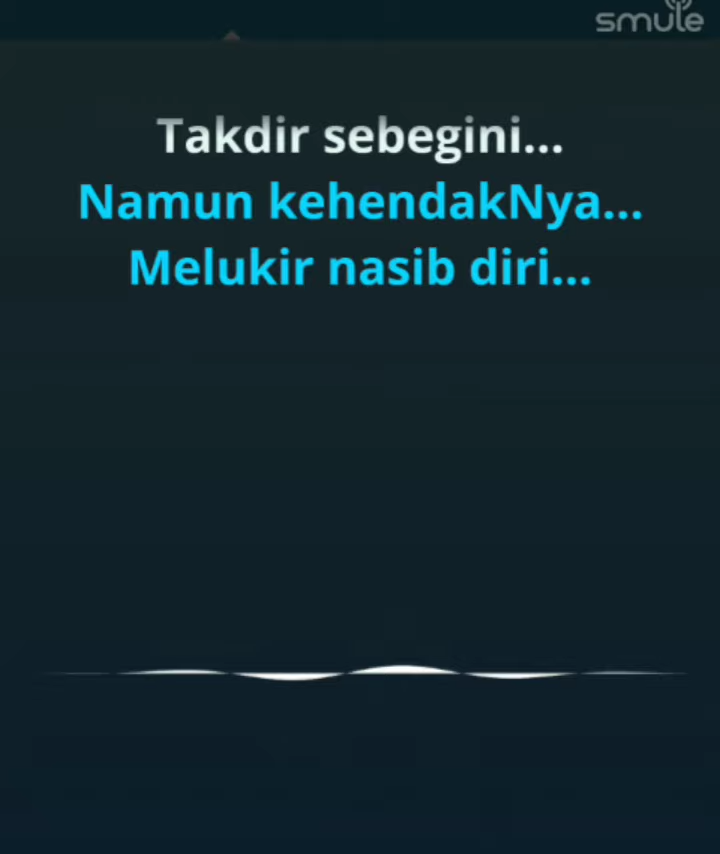 smule
Takdir sebegini...
Namun kehendakNya...
Melukir nasib diri...